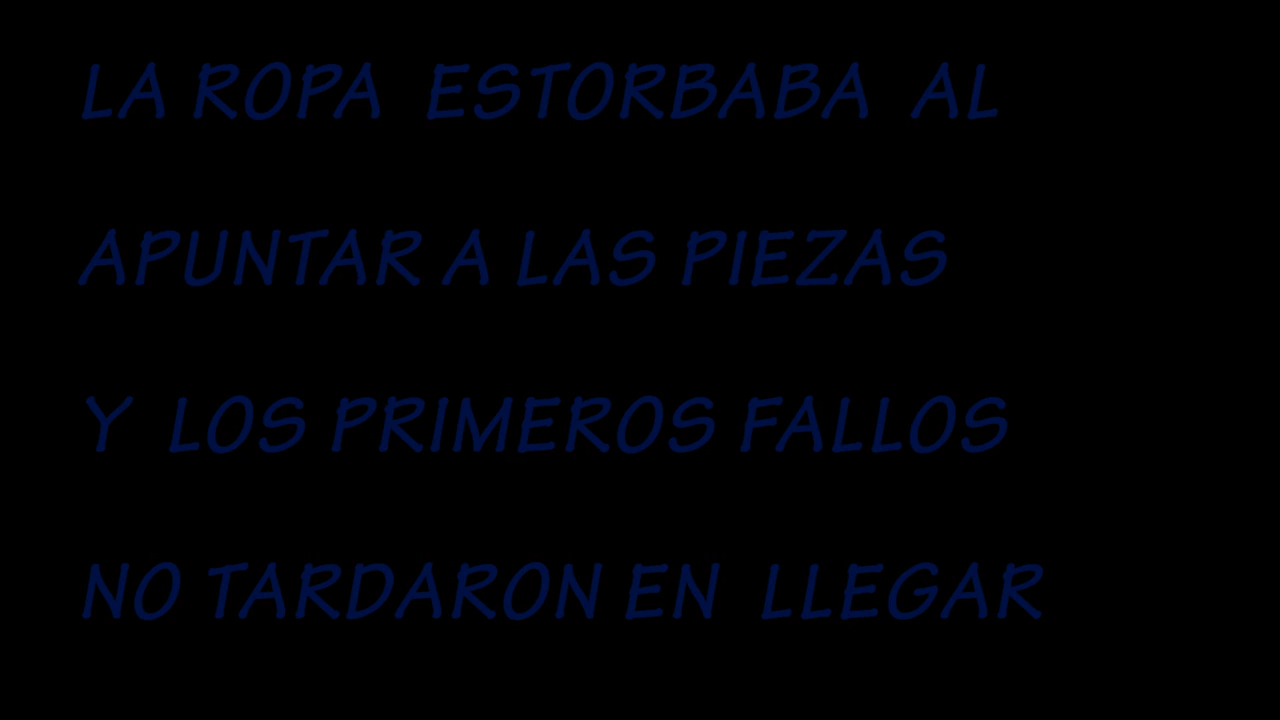 LA ROPA ESTORBABA AL
APUNTAR A LAS PIEZAS
Y LOS PRIMEROS FALLOS
NO TARDARON EN LLEGAR